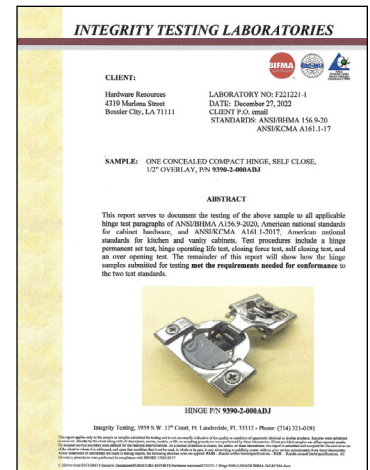 INTEGRITY TESTING LABORATORIES
BIFMA
CLIENT:
Hardware Resources
4319 Marlena Street
Bossier City, LA 71111
LABORATORY NO: F221221-1
DATE: December 27, 2022
CLIENT P.O. email
STANDARDS: ANSI/BHMA 156.9-20
ANSI/KCMA A161.1-17
SAMPLE: ONE CONCEALED COMPACT HINGE, SELF CLOSE,
1/2" OVERLAY, P/N 9390-2-000ADJ
ABSTRACT
This report serves to document the testing of the above sample to all applicable
hinge test paragraphs of ANSI/BHMA A156.9-2020, American national standards
for cabinet hardware, and ANSI/KCMA A161.1-2017, American national
standards for kitchen and vanity cabinets. Test procedures include a hinge
permanent set test, hinge operating life test, closing force test, self closing test, and
an over opening test. The remainder of this report will show how the hinge
samples submitted for testing met the requirements needed for conformance to
the two test standards.
HINGE P/N 9390-2-000ADJ
Integrity Testing, 3959 S.W. 12th Court, Ft. Lauderdale, FL 33312 - Phone: (714) 321-0191